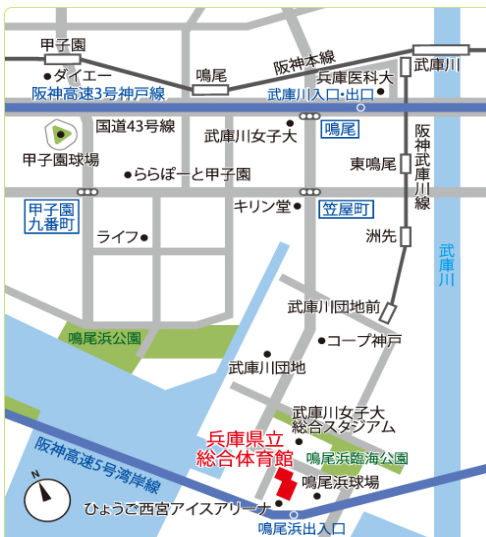 甲子園
ダイエー
鳴尾
阪神本線
武庫川
兵庫医科大
阪神高速3号神戸線
武庫川入口・出口
国道43号線
武庫川女子大
鳴尾
甲子園球場
阪神武庫川線
東鳴尾
ららぽーと甲子園
甲子園
九番町
キリン堂
笠屋町
ライフ
洲先
武庫川
武庫川団地前
鳴尾浜公園
コープ神戸
武庫川団地
武庫川女子大
総合スタジアム
兵庫県立
総合体育館
鳴尾浜臨海公園
阪神高速5号湾岸線
鳴尾浜球場
N
ひょうご西宮アイスアリーナ
鳴尾浜出入口